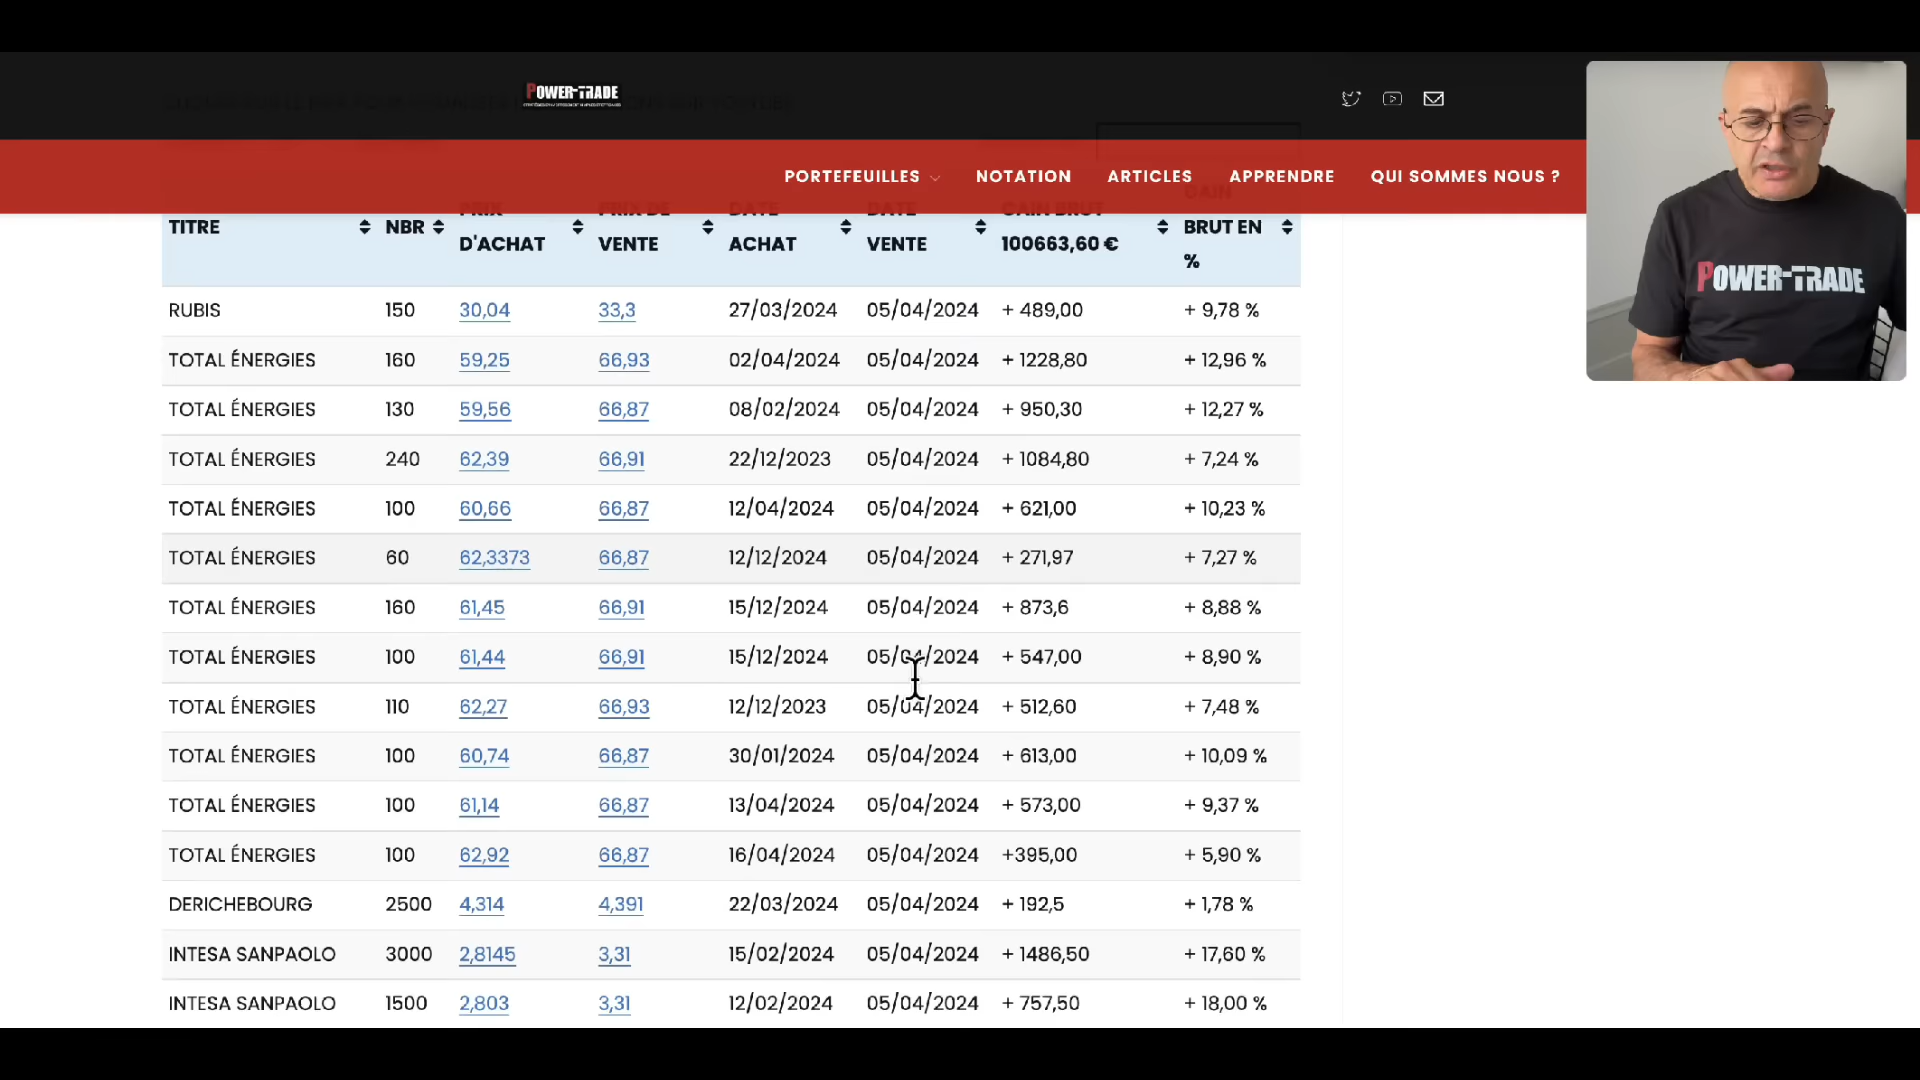 POWER-TRADE
PORTEFEUILLES NOTATION ARTICLES APPRENDRE QUI SOMMES NOUS ?
POWER-TRADE
PRIX PRIX DE DATE DATE GAIN BRUT GAIN
TITRE NBR D'ACHAT VENTE ACHAT VENTE 100663,60 € BRUT EN
%
RUBIS 150 30,04 33,3 27/03/2024 05/04/2024 + 489,00 + 9,78 %
TOTAL ÉNERGIES 160 59,25 66,93 02/04/2024 05/04/2024 + 1228,80 + 12,96 %
TOTAL ÉNERGIES 130 59,56 66,87 08/02/2024 05/04/2024 + 950,30 + 12,27 %
TOTAL ÉNERGIES 240 62,39 66,91 22/12/2023 05/04/2024 + 1084,80 + 7,24 %
TOTAL ÉNERGIES 100 60,66 66,87 12/04/2024 05/04/2024 + 621,00 + 10,23 %
TOTAL ÉNERGIES 60 62,3373 66,87 12/12/2024 05/04/2024 + 271,97 + 7,27 %
TOTAL ÉNERGIES 160 61,45 66,91 15/12/2024 05/04/2024 + 873,6 + 8,88 %
TOTAL ÉNERGIES 100 61,44 66,91 15/12/2024 05/04/2024 + 547,00 + 8,90 %
TOTAL ÉNERGIES 110 62,27 66,93 12/12/2023 05/04/2024 + 512,60 + 7,48 %
TOTAL ÉNERGIES 100 60,74 66,87 30/01/2024 05/04/2024 + 613,00 + 10,09 %
TOTAL ÉNERGIES 100 61,14 66,87 13/04/2024 05/04/2024 + 573,00 + 9,37 %
TOTAL ÉNERGIES 100 62,92 66,87 16/04/2024 05/04/2024 +395,00 + 5,90 %
DERICHEBOURG 2500 4,314 4,391 22/03/2024 05/04/2024 + 192,5 + 1,78 %
INTESA SANPAOLO 3000 2,8145 3,31 15/02/2024 05/04/2024 + 1486,50 + 17,60 %
INTESA SANPAOLO 1500 2,803 3,31 12/02/2024 05/04/2024 + 757,50 + 18,00 %